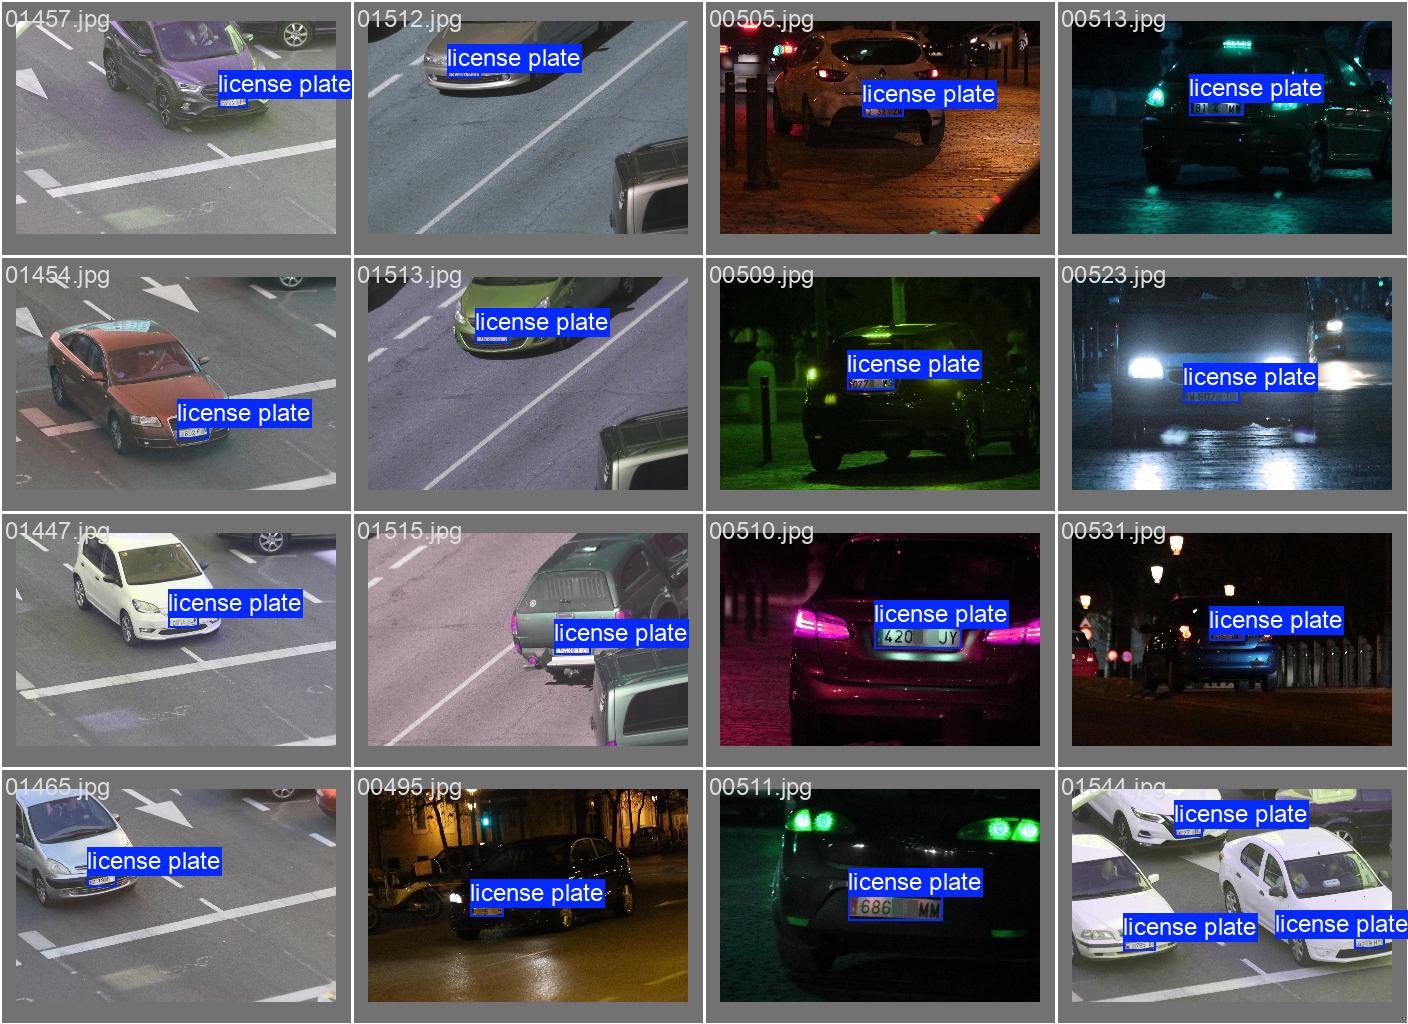 01457.jpg
license plate
01512.jpg
license plate
00505.jpg
license plate
00513.jpg
license plate
01454.jpg
license plate
01513.jpg
license plate
00509.jpg
license plate
00523.jpg
license plate
01447.jpg
license plate
01515.jpg
license plate
00510.jpg
license plate
420 JY
00531.jpg
license plate
01465.jpg
license plate
00495.jpg
license plate
00511.jpg
license plate
686 MM
01544.jpg
license plate
license plate
license plate